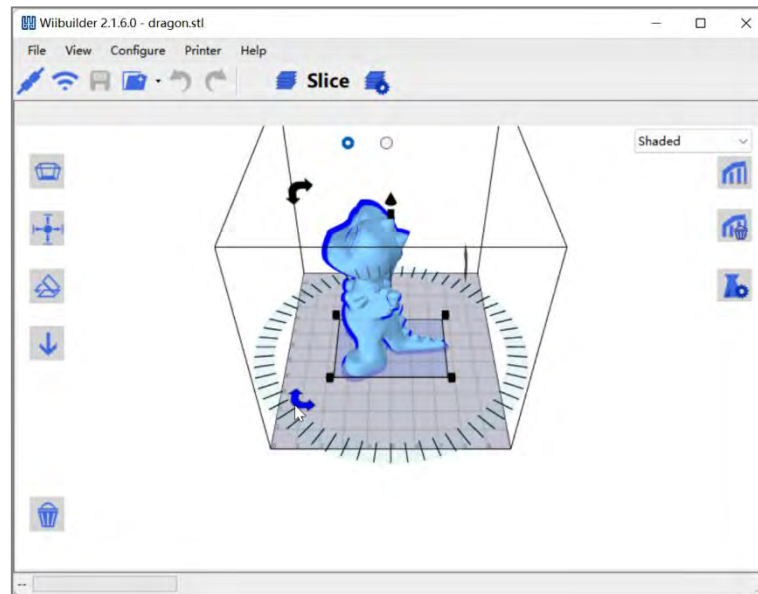 Wiibuilder 2.1.6.0 - dragon.stl
File View Configure Printer Help
Slice
Shaded
--